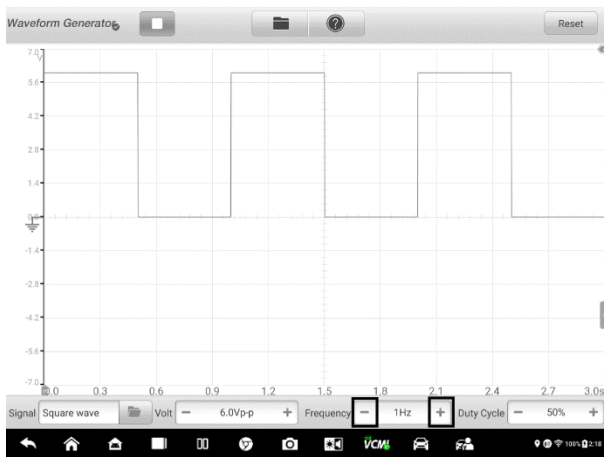 Waveform Generator
Reset
7.0
V
5.6
4.2
2.8
1.4
0.0
-1.4
-2.8
-4.2
-5.6
-7.0
0.0 0.3 0.6 0.9 1.2 1.5 1.8 2.1 2.4 2.7 3.0s
Signal Square wave Volt − 6.0Vp-p + Frequency − 1Hz + Duty Cycle − 50% +
VCMI 100% 2:18